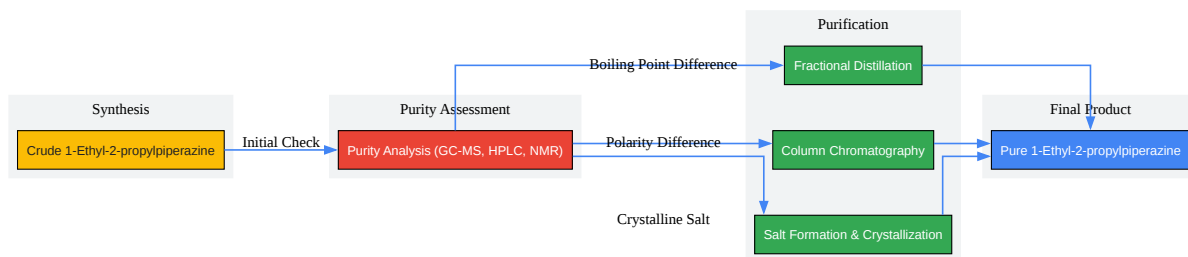 Synthesis
Crude 1-Ethyl-2-propylpiperazine
Initial Check
Purity Assessment
Purity Analysis (GC-MS, HPLC, NMR)
Boiling Point Difference
Polarity Difference
Crystalline Salt
Purification
Fractional Distillation
Column Chromatography
Salt Formation & Crystallization
Final Product
Pure 1-Ethyl-2-propylpiperazine